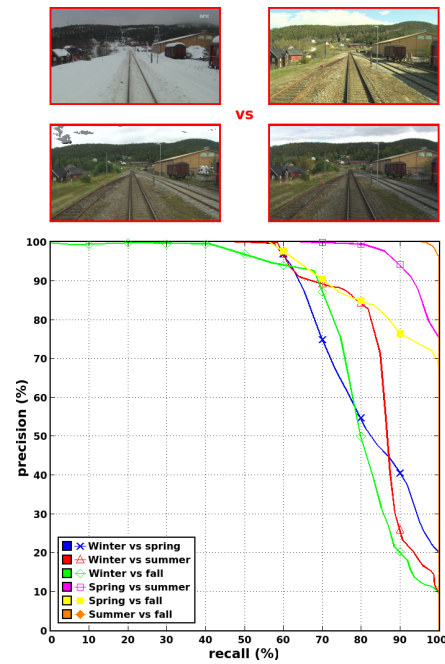 vs
100
90
80
70
60
50
40
30
20
10
0
precision (%)
Winter vs spring
Winter vs summer
Winter vs fall
Spring vs summer
Spring vs fall
Summer vs fall
0 10 20 30 40 50 60 70 80 90 100
recall (%)